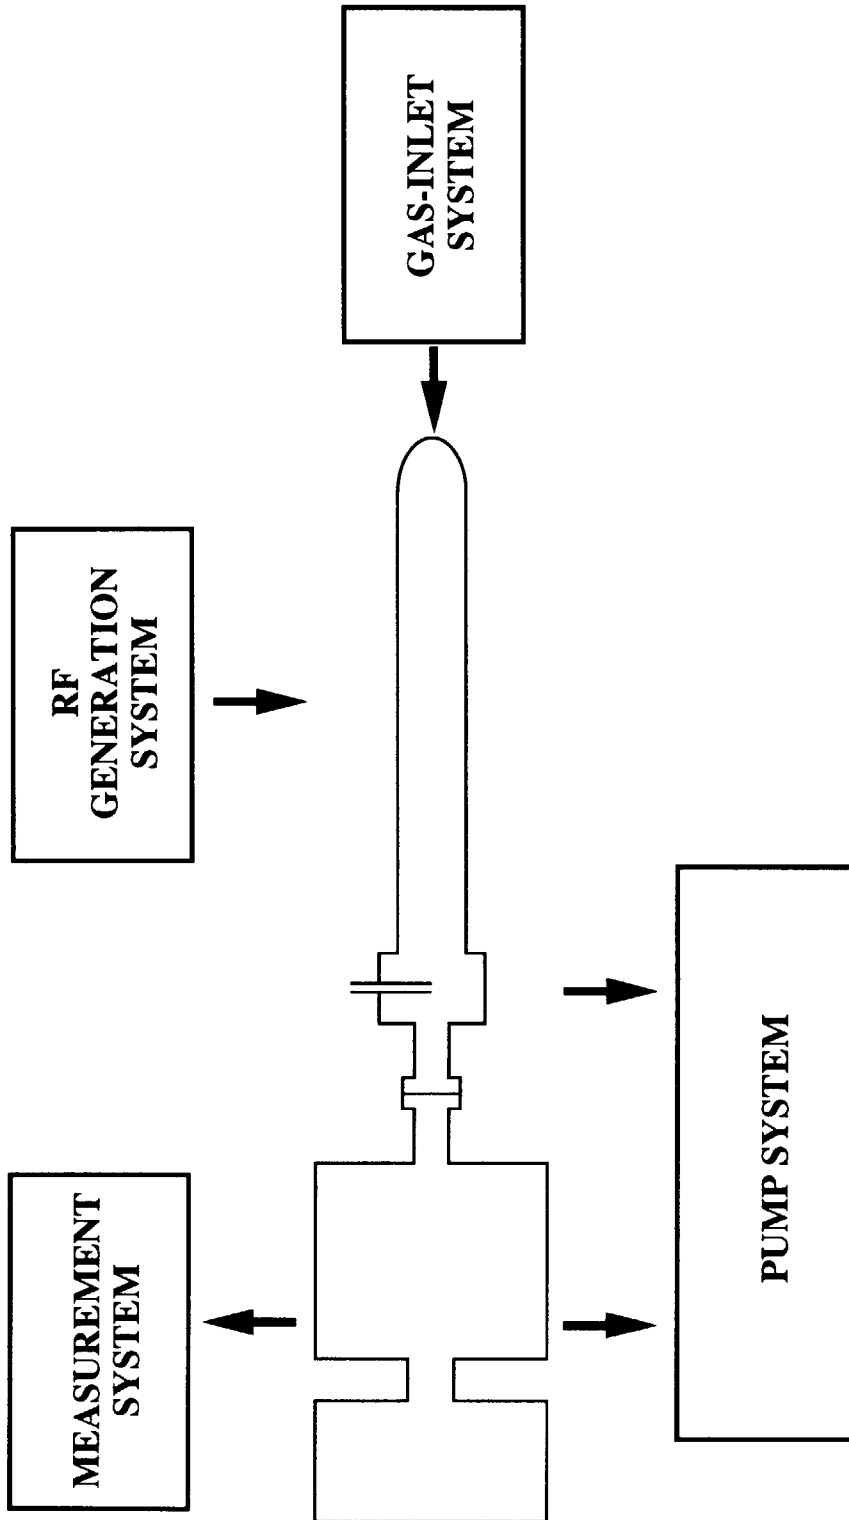 GAS-INLET
SYSTEM
RF
GENERATION
SYSTEM
MEASUREMENT
SYSTEM
PUMP SYSTEM